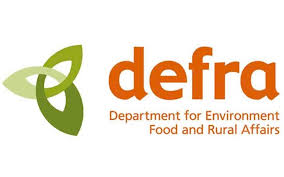 defra
Department for Environment
Food and Rural Affairs